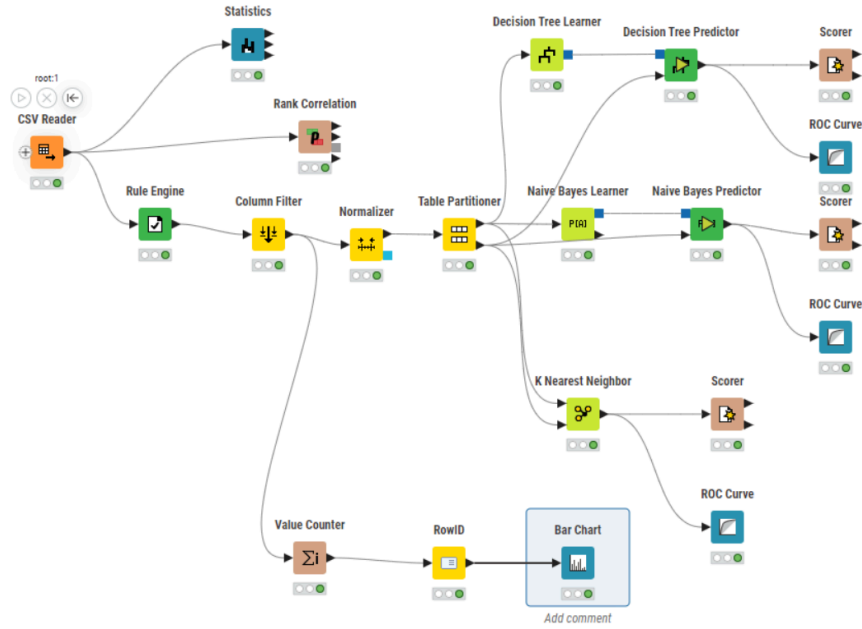 Statistics
Decision Tree Learner
Decision Tree Predictor
Scorer
root:1
CSV Reader
Rank Correlation
ROC Curve
Rule Engine
Column Filter
Normalizer
Table Partitioner
Naive Bayes Learner
Naive Bayes Predictor
Scorer
P(A)
ROC Curve
K Nearest Neighbor
Scorer
ROC Curve
Value Counter
RowID
Bar Chart
Σi
Add comment